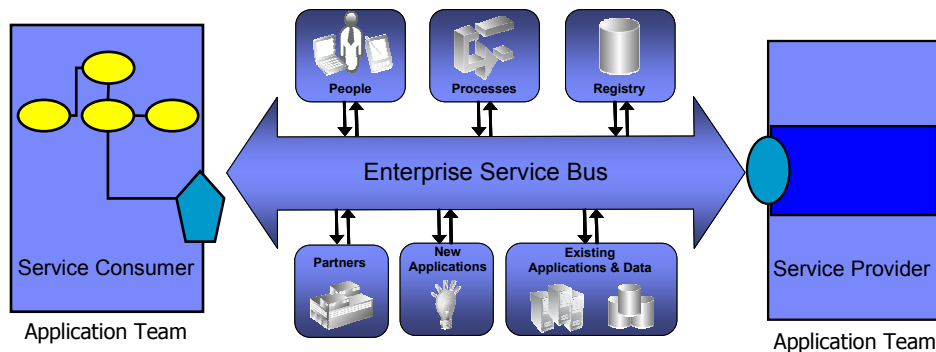 People
Processes
Registry
Enterprise Service Bus
Service Consumer
Partners
New
Applications
Existing
Applications & Data
Service Provider
Application Team
Application Team